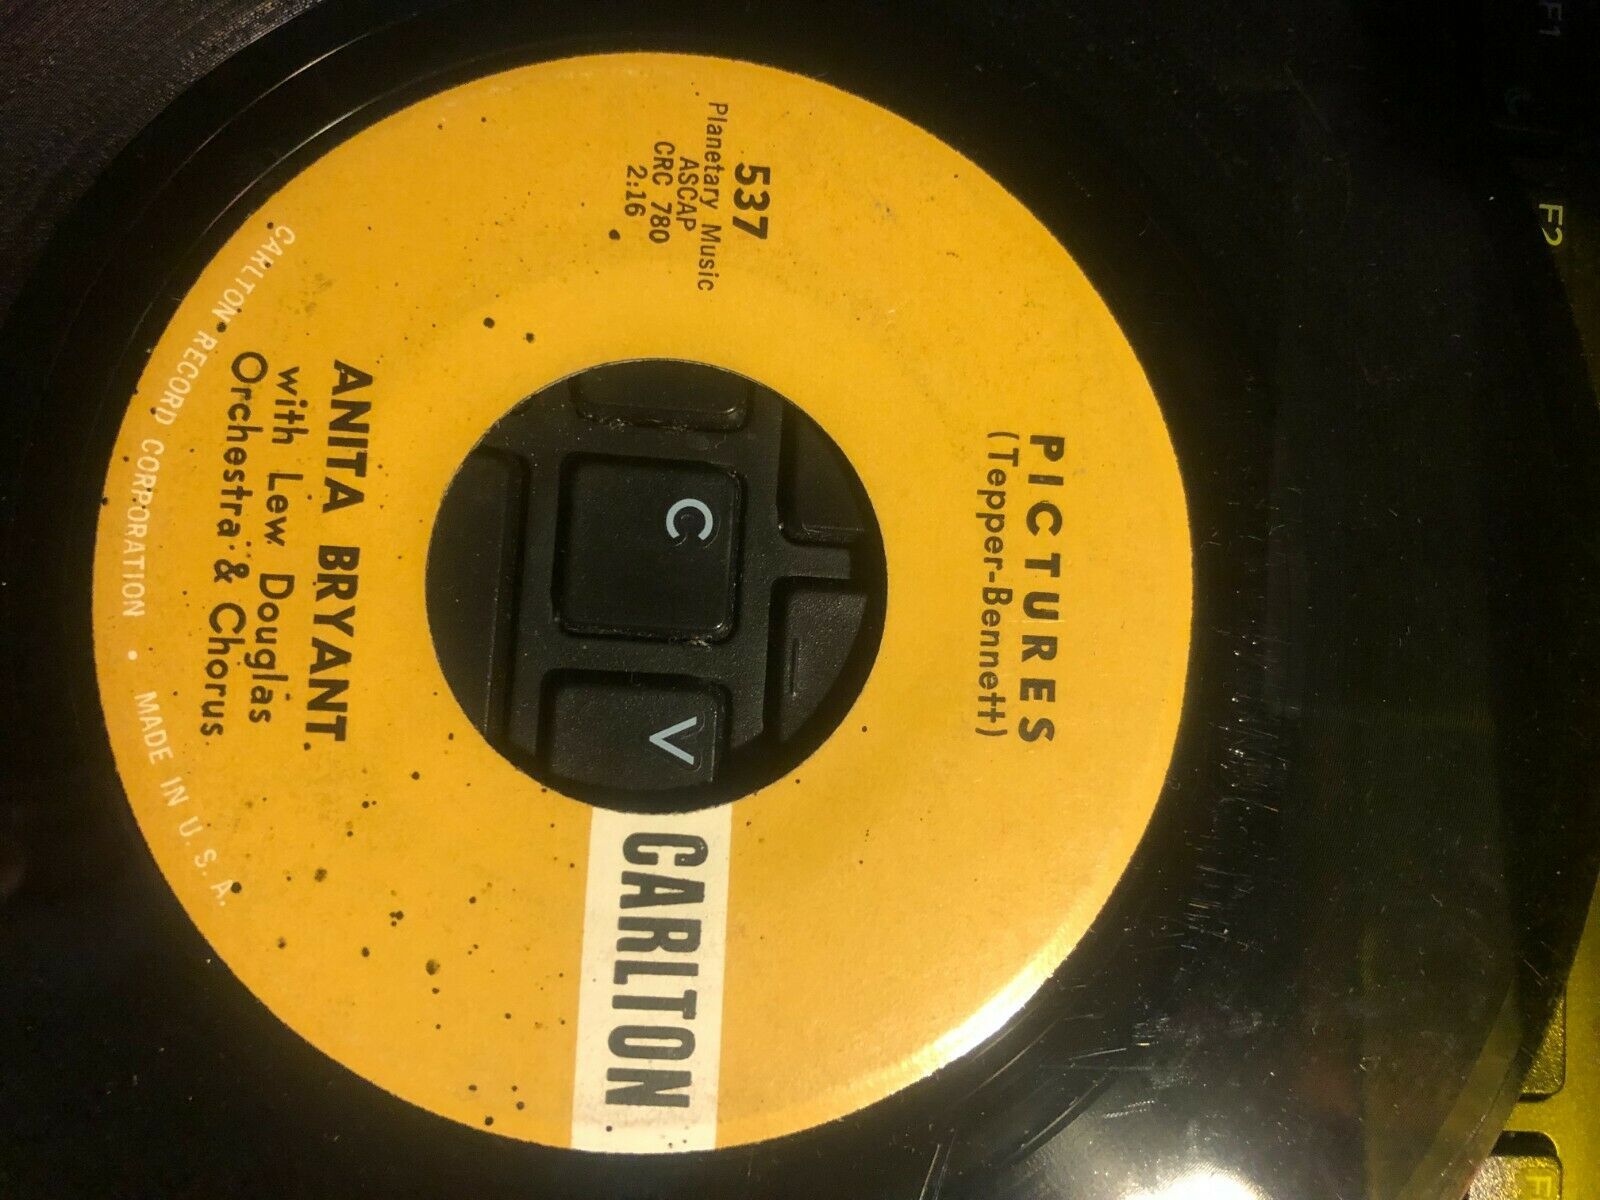 PICTURES
(Tepper-Bennett)
537
Planetary Music
ASCAP
CRC 780
2:16
CARLTON
ANITA BRYANT
with Lew Douglas
Orchestra & Chorus
CARLTON RECORD CORPORATION • MADE IN U. S. A.
C
V
F1
F2
F